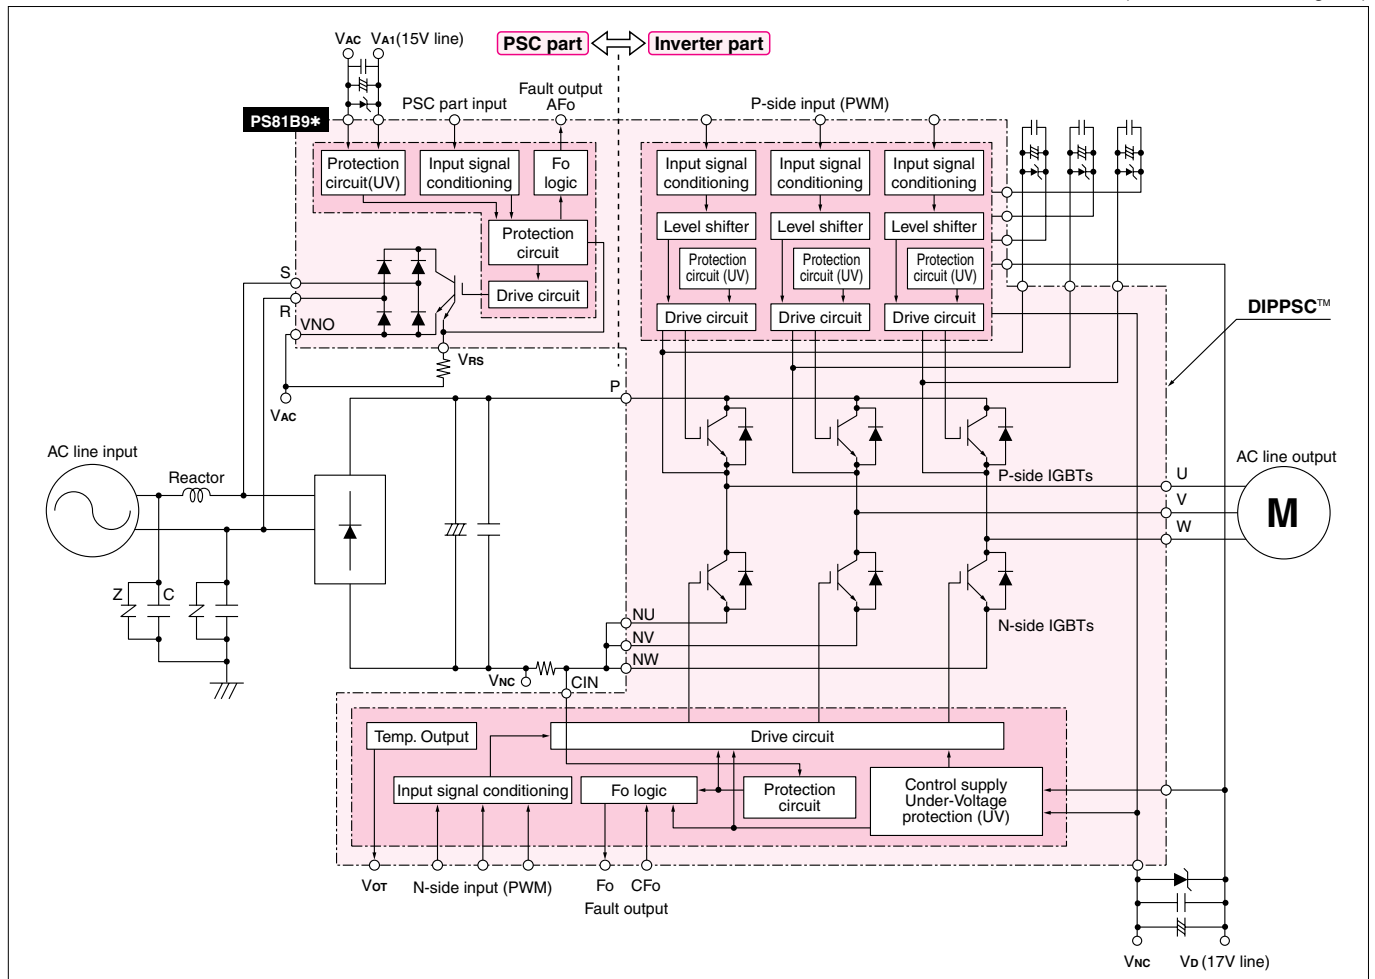 VAC VA1 (15V line)
PSC part
Inverter part
Fault output
AFo
PSC part input
P-side input (PWM)
PS81B9*
Protection
circuit(UV)
Input signal
conditioning
Fo
logic
Input signal
conditioning
Input signal
conditioning
Input signal
conditioning
Level shifter
Level shifter
Level shifter
Protection
circuit
Protection
circuit (UV)
Protection
circuit (UV)
Protection
circuit (UV)
S
Drive circuit
R
Drive circuit
Drive circuit
Drive circuit
DIPPSC™
VNO
VRS
P
VAC
AC line input
Reactor
P-side IGBTs
U
AC line output
V
M
W
Z
C
NU
N-side IGBTs
NV
NW
VNC
CIN
Temp. Output
Drive circuit
Input signal conditioning
Fo logic
Protection
circuit
Control supply
Under-Voltage
protection (UV)
VOT
N-side input (PWM)
Fo
CFo
Fault output
VNC
VD (17V line)